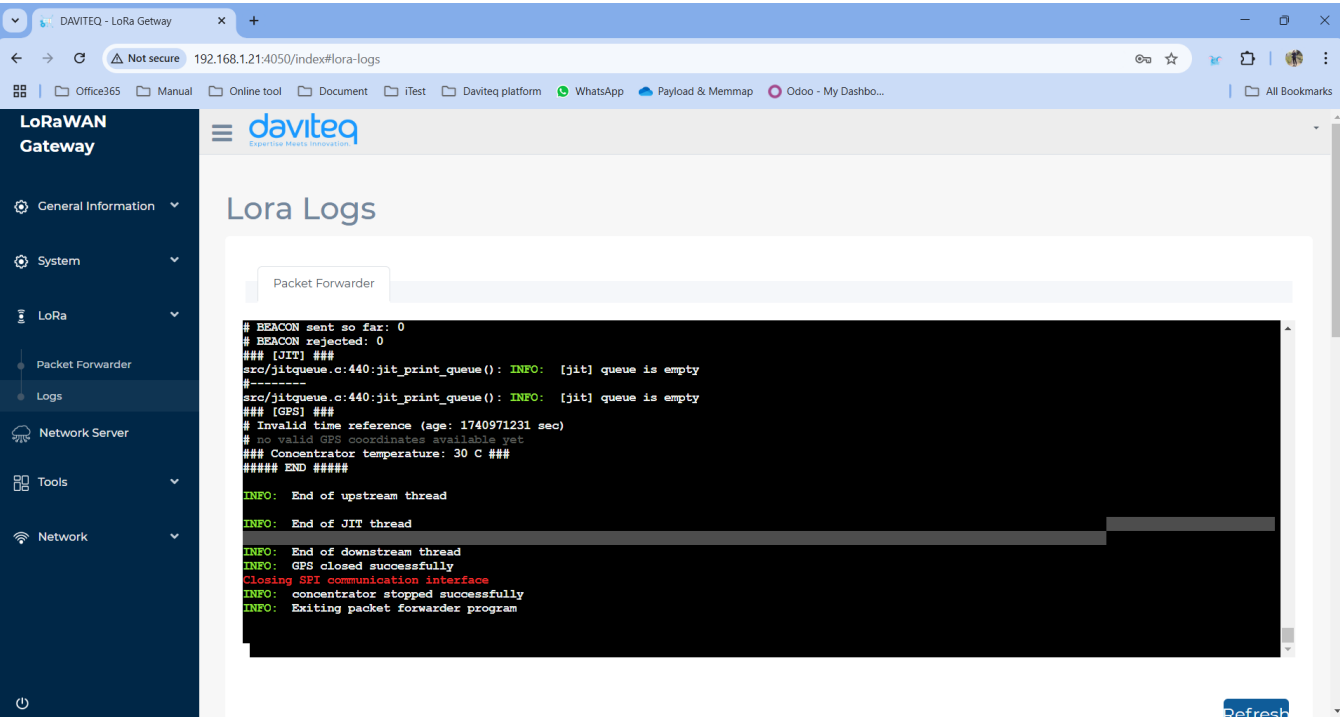 DAVITEQ - LoRa Getway
Not secure 192.168.1.21:4050/index#lora-logs
Office365 Manual Online tool Document iTest Daviteq platform WhatsApp Payload & Memmap Odoo - My Dashbo... All Bookmarks
LoRaWAN
Gateway
daviteq
Expertise Meets Innovation.
General Information
System
LoRa
Packet Forwarder
Logs
Network Server
Tools
Network
Lora Logs
Packet Forwarder
# BEACON sent so far: 0
# BEACON rejected: 0
### [JIT] ###
src/jitqueue.c:440:jit_print_queue(): INFO: [jit] queue is empty
#--------
src/jitqueue.c:440:jit_print_queue(): INFO: [jit] queue is empty
### [GPS] ###
# Invalid time reference (age: 1740971231 sec)
# no valid GPS coordinates available yet
### Concentrator temperature: 30 C ###
##### END #####
INFO: End of upstream thread
INFO: End of JIT thread
INFO: End of downstream thread
INFO: GPS closed successfully
Closing SPI communication interface
INFO: concentrator stopped successfully
INFO: Exiting packet forwarder program
Refresh